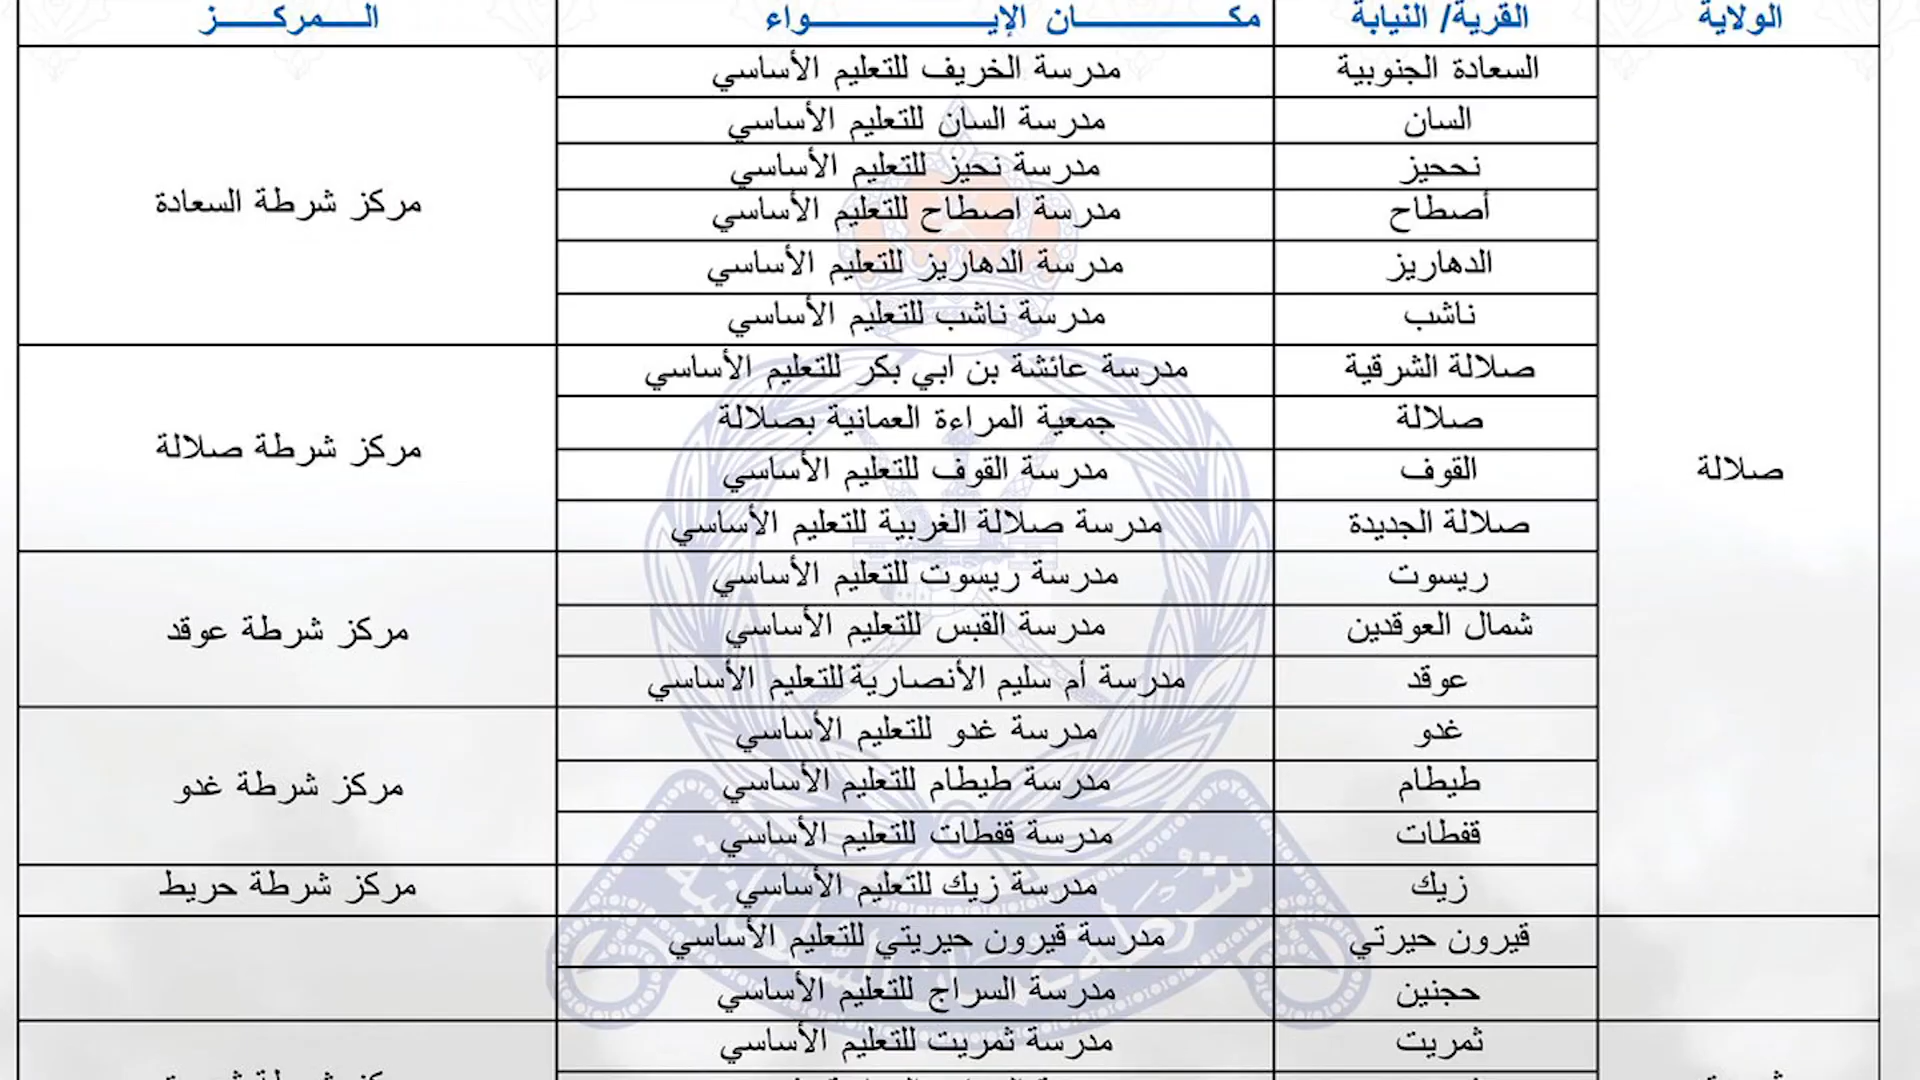 الولاية القرية/ النيابة مكـــان الإيـــواء الـــمركـــز
السعادة الجنوبية مدرسة الخريف للتعليم الأساسي
السان مدرسة السان للتعليم الأساسي
نححيز مدرسة نحيز للتعليم الأساسي
أصطاح مدرسة اصطاح للتعليم الأساسي مركز شرطة السعادة
الدهاريز مدرسة الدهاريز للتعليم الأساسي
ناشب مدرسة ناشب للتعليم الأساسي
صلالة الشرقية مدرسة عائشة بن ابي بكر للتعليم الأساسي
صلالة جمعية المراءة العمانية بصلالة مركز شرطة صلالة
صلالة القوف مدرسة القوف للتعليم الأساسي
صلالة الجديدة مدرسة صلالة الغربية للتعليم الأساسي
ريسوت مدرسة ريسوت للتعليم الأساسي
شمال العوقدين مدرسة القبس للتعليم الأساسي مركز شرطة عوقد
عوقد مدرسة أم سليم الأنصارية للتعليم الأساسي
غدو مدرسة غدو للتعليم الأساسي
طيطام مدرسة طيطام للتعليم الأساسي مركز شرطة غدو
قفطات مدرسة قفطات للتعليم الأساسي
زيك مدرسة زيك للتعليم الأساسي مركز شرطة حريط
قيرون حيرتي مدرسة قيرون حيريتي للتعليم الأساسي
حجنين مدرسة السراج للتعليم الأساسي
ثمريت مدرسة ثمريت للتعليم الأساسي